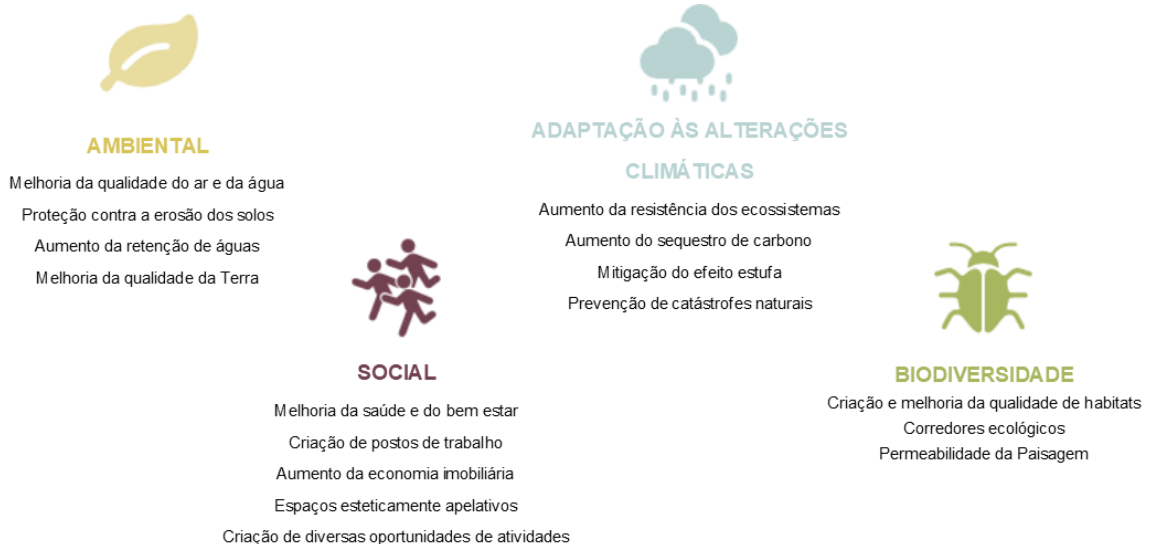 AMBIENTAL
Melhoria da qualidade do ar e da água
Proteção contra a erosão dos solos
Aumento da retenção de águas
Melhoria da qualidade da Terra
SOCIAL
Melhoria da saúde e do bem estar
Criação de postos de trabalho
Aumento da economia imobiliária
Espaços esteticamente apelativos
Criação de diversas oportunidades de atividades
ADAPTAÇÃO ÀS ALTERAÇÕES
CLIMÁTICAS
Aumento da resistência dos ecossistemas
Aumento do sequestro de carbono
Mitigação do efeito estufa
Prevenção de catástrofes naturais
BIODIVERSIDADE
Criação e melhoria da qualidade de habitats
Corredores ecológicos
Permeabilidade da Paisagem